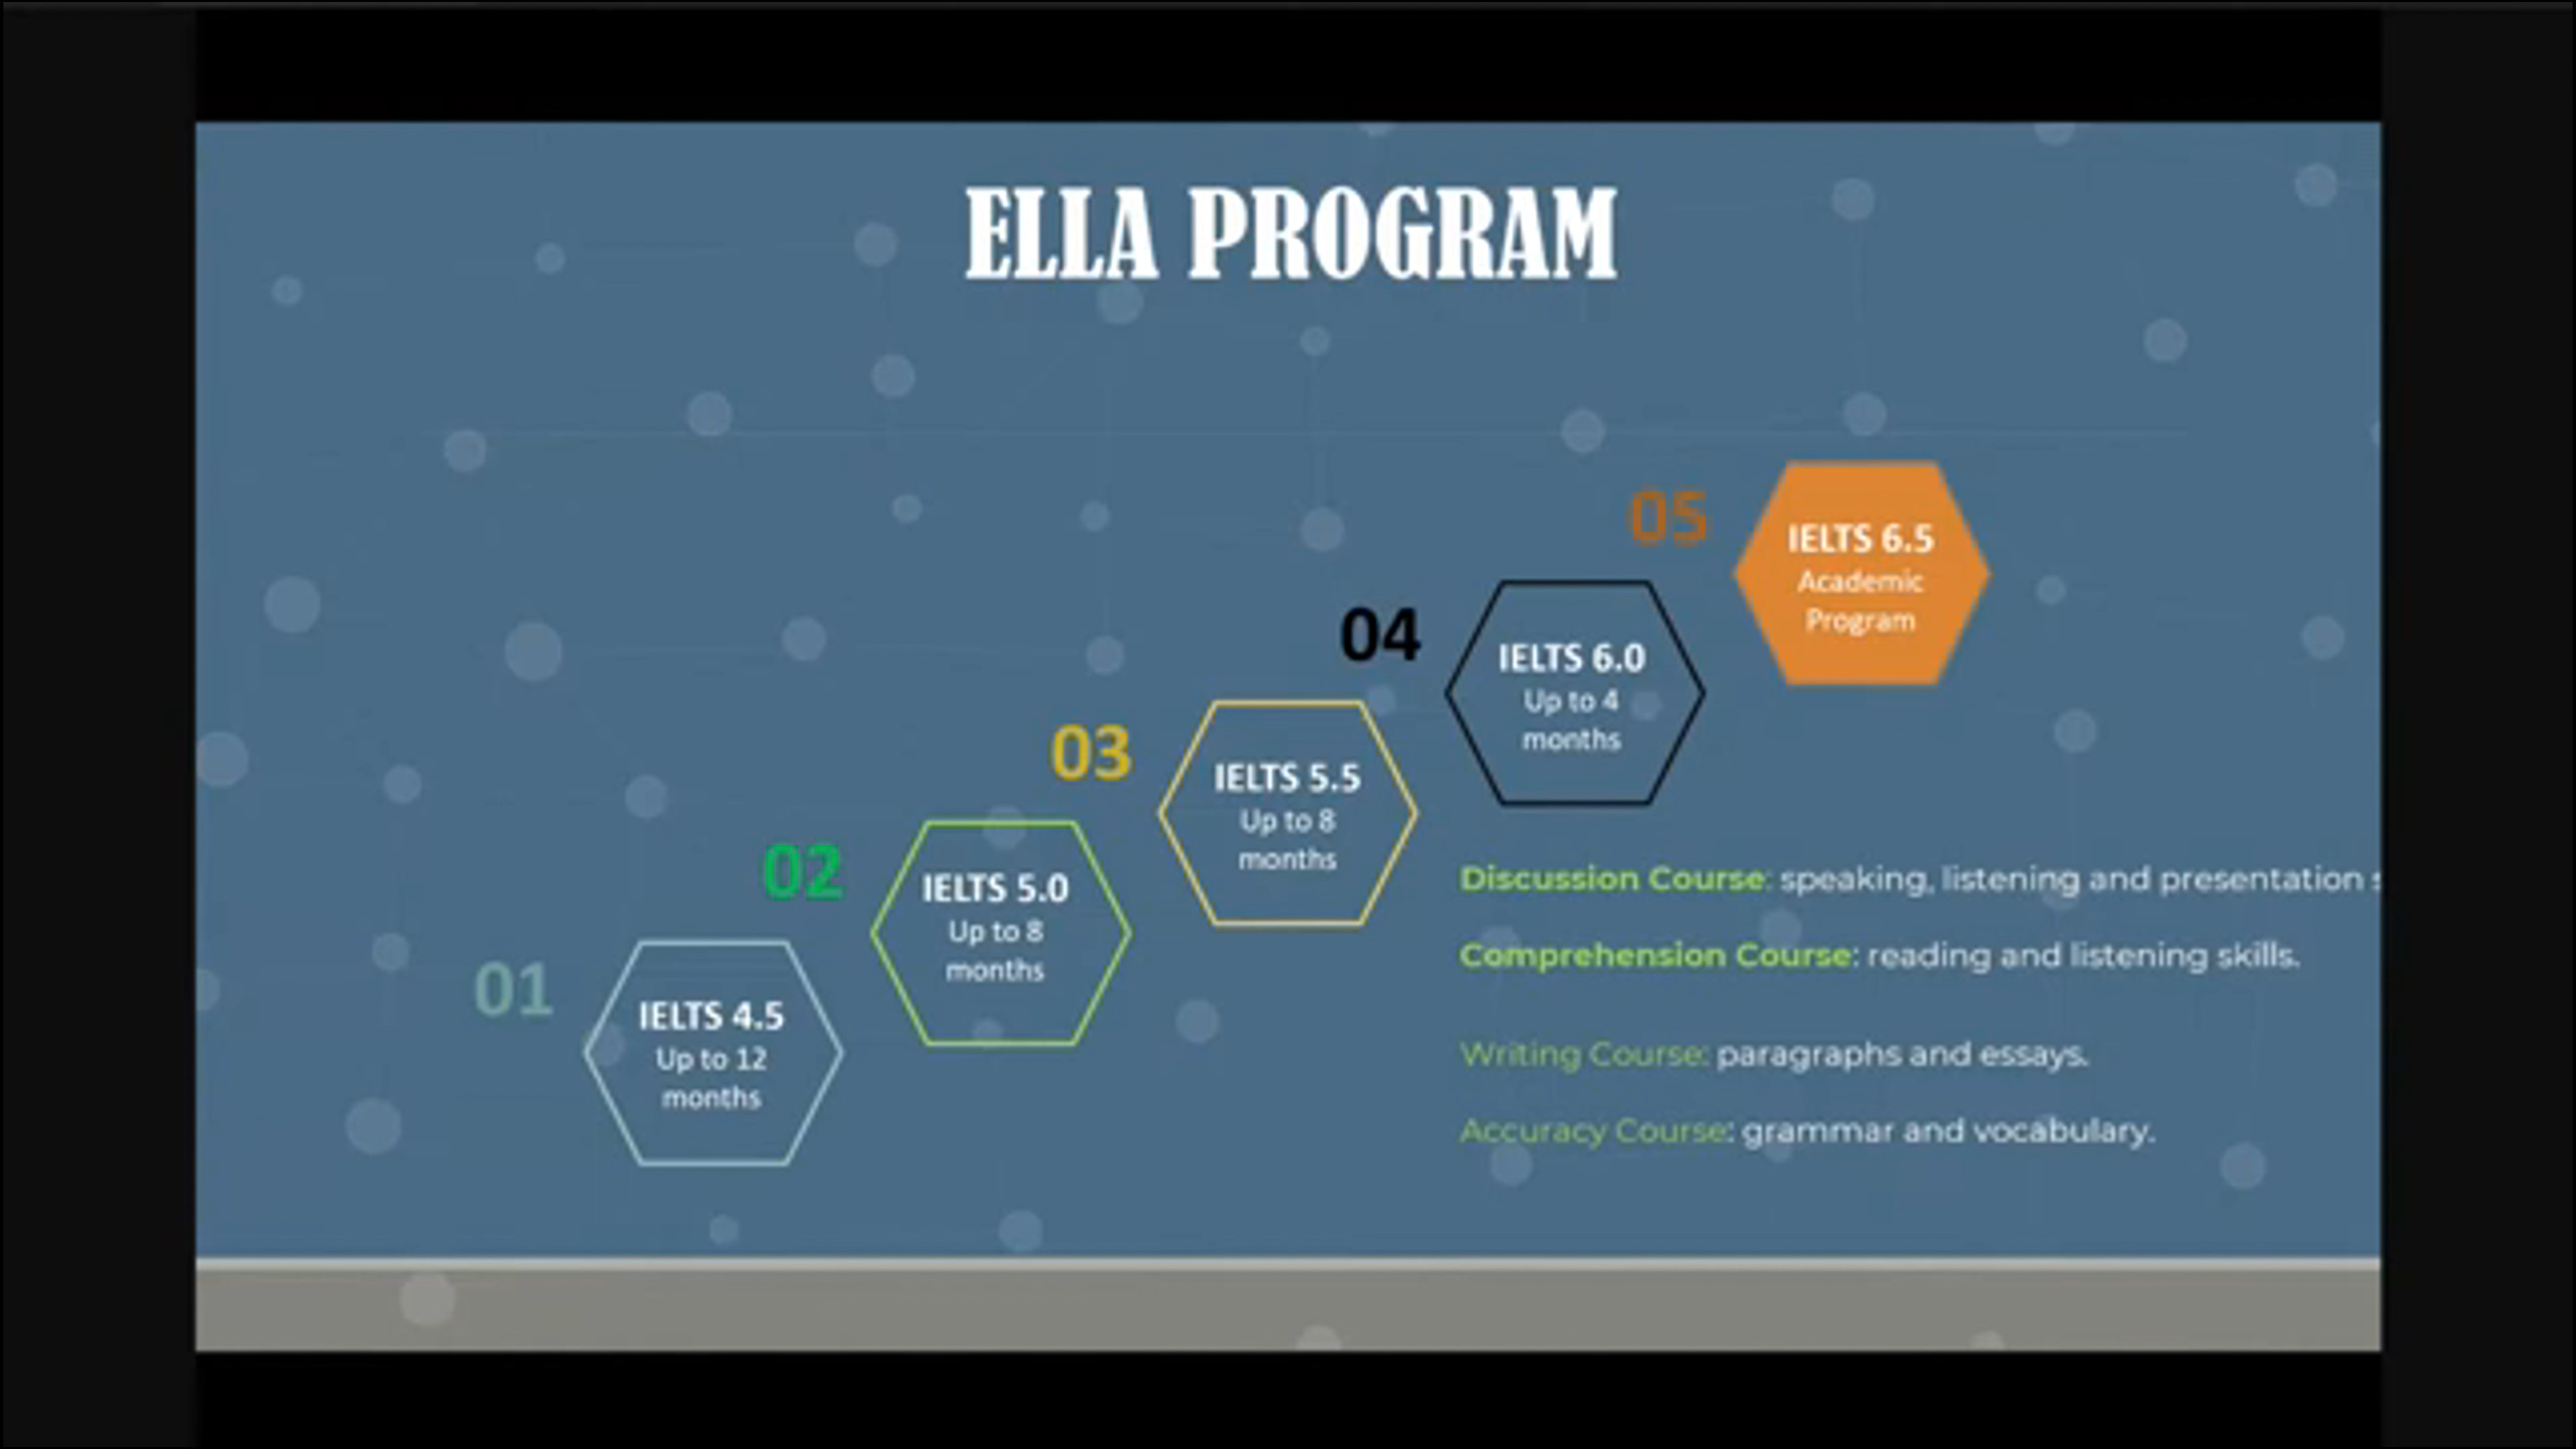 ELLA PROGRAM
05
IELTS 6.5
Academic
Program
04
IELTS 6.0
Up to 4
months
03
IELTS 5.5
Up to 8
months
02
IELTS 5.0
Up to 8
months
01
IELTS 4.5
Up to 12
months
Discussion Course: speaking, listening and presentation
Comprehension Course: reading and listening skills.
Writing Course: paragraphs and essays.
Accuracy Course: grammar and vocabulary.